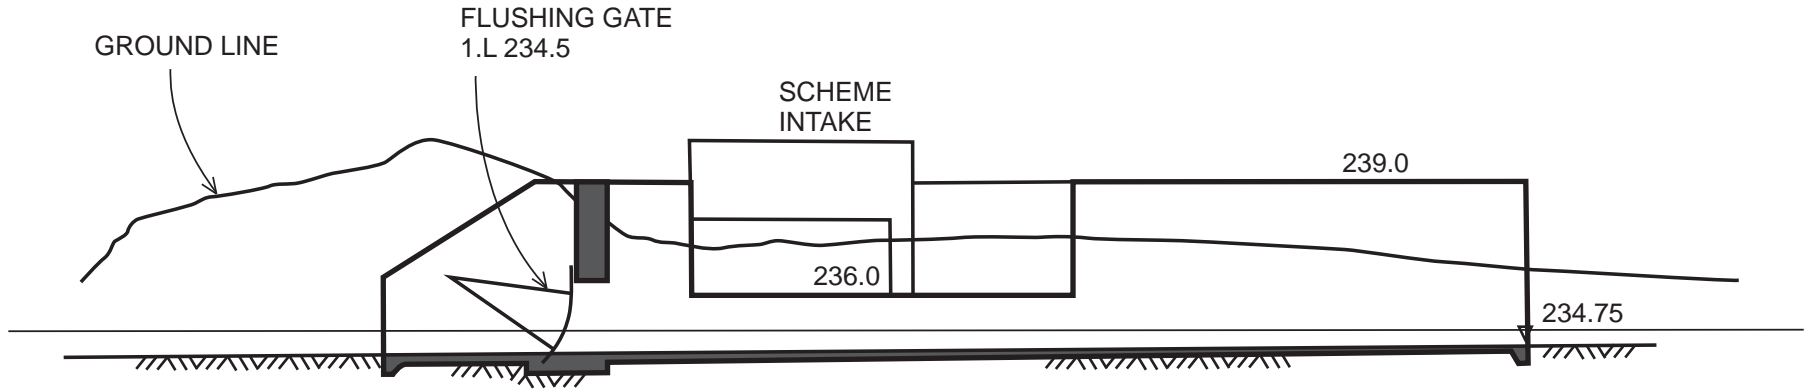 FLUSHING GATE
1.L 234.5
GROUND LINE
SCHEME
INTAKE
239.0
236.0
234.75